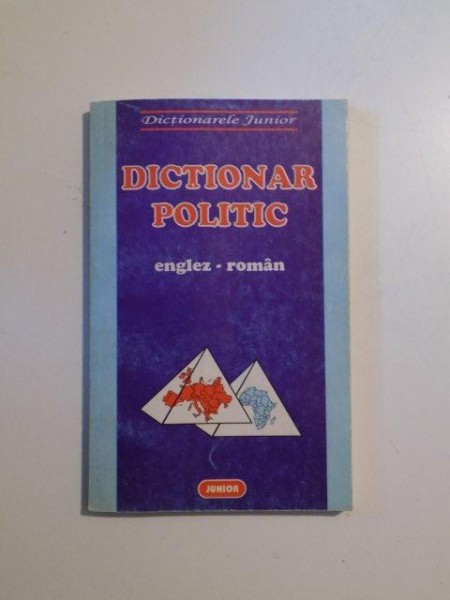 Dicționarele Junior
DICTIONAR
POLITIC
englez - român
JUNIOR